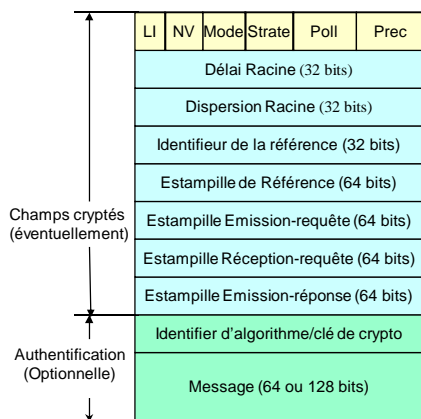 LI NV Mode Strate Poll Prec
Délai Racine (32 bits)
Dispersion Racine (32 bits)
Identifieur de la référence (32 bits)
Estampille de Référence (64 bits)
Champs cryptés
(éventuellement)
Estampille Emission-requête (64 bits)
Estampille Réception-requête (64 bits)
Estampille Emission-réponse (64 bits)
Identifier d'algorithme/clé de crypto
Authentification
(Optionnelle)
Message (64 ou 128 bits)